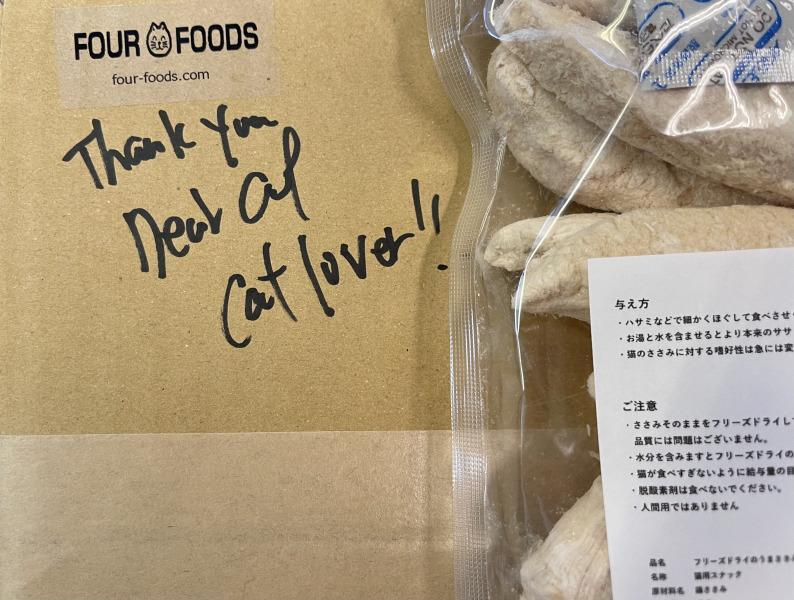 FOUR FOODS
four-foods.com
Thank you
Dear all
cat lover!!
DO NO
与え方
・ハサミなどで細かくほぐして食べさせ
・お湯と水を含ませるとより本来のササ
・猫のささみに対する嗜好性は急には変
ご注意
・ささみそのままをフリーズドライし
品質には問題はございません。
・水分を含みますとフリーズドライの
・猫が食べすぎないように給与量の目
・脱酸素剤は食べないでください。
・人間用ではありません
品名 フリーズドライのうまささ
名称 猫用スナック
原材料名 鶏ささみ